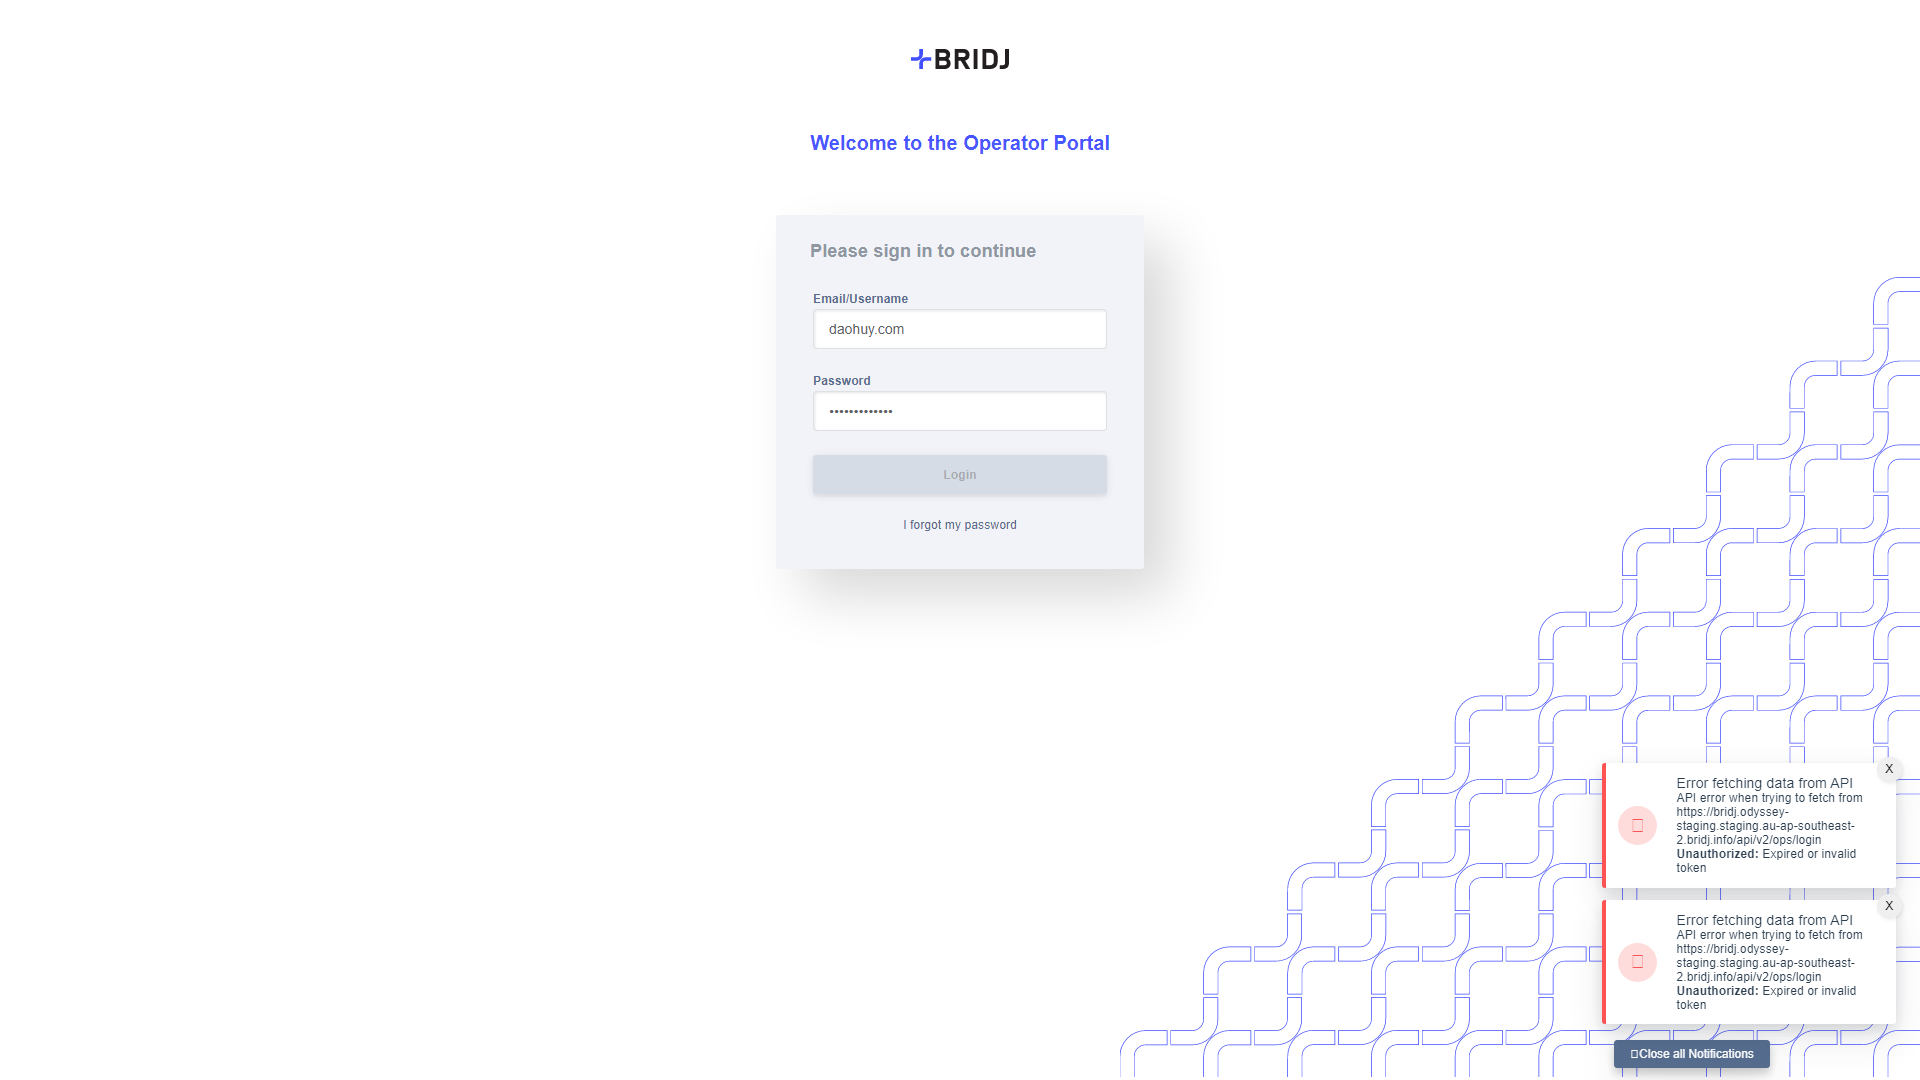 BRIDJ
Welcome to the Operator Portal
Please sign in to continue
Email/Username
daohuy.com
Password
•••••••••••••
Login
I forgot my password
X
Error fetching data from API
API error when trying to fetch from
https://bridj.odyssey-
staging.staging.au-ap-southeast-
2.bridj.info/api/v2/ops/login
Unauthorized: Expired or invalid
token
X
Error fetching data from API
API error when trying to fetch from
https://bridj.odyssey-
staging.staging.au-ap-southeast-
2.bridj.info/api/v2/ops/login
Unauthorized: Expired or invalid
token
Close all Notifications